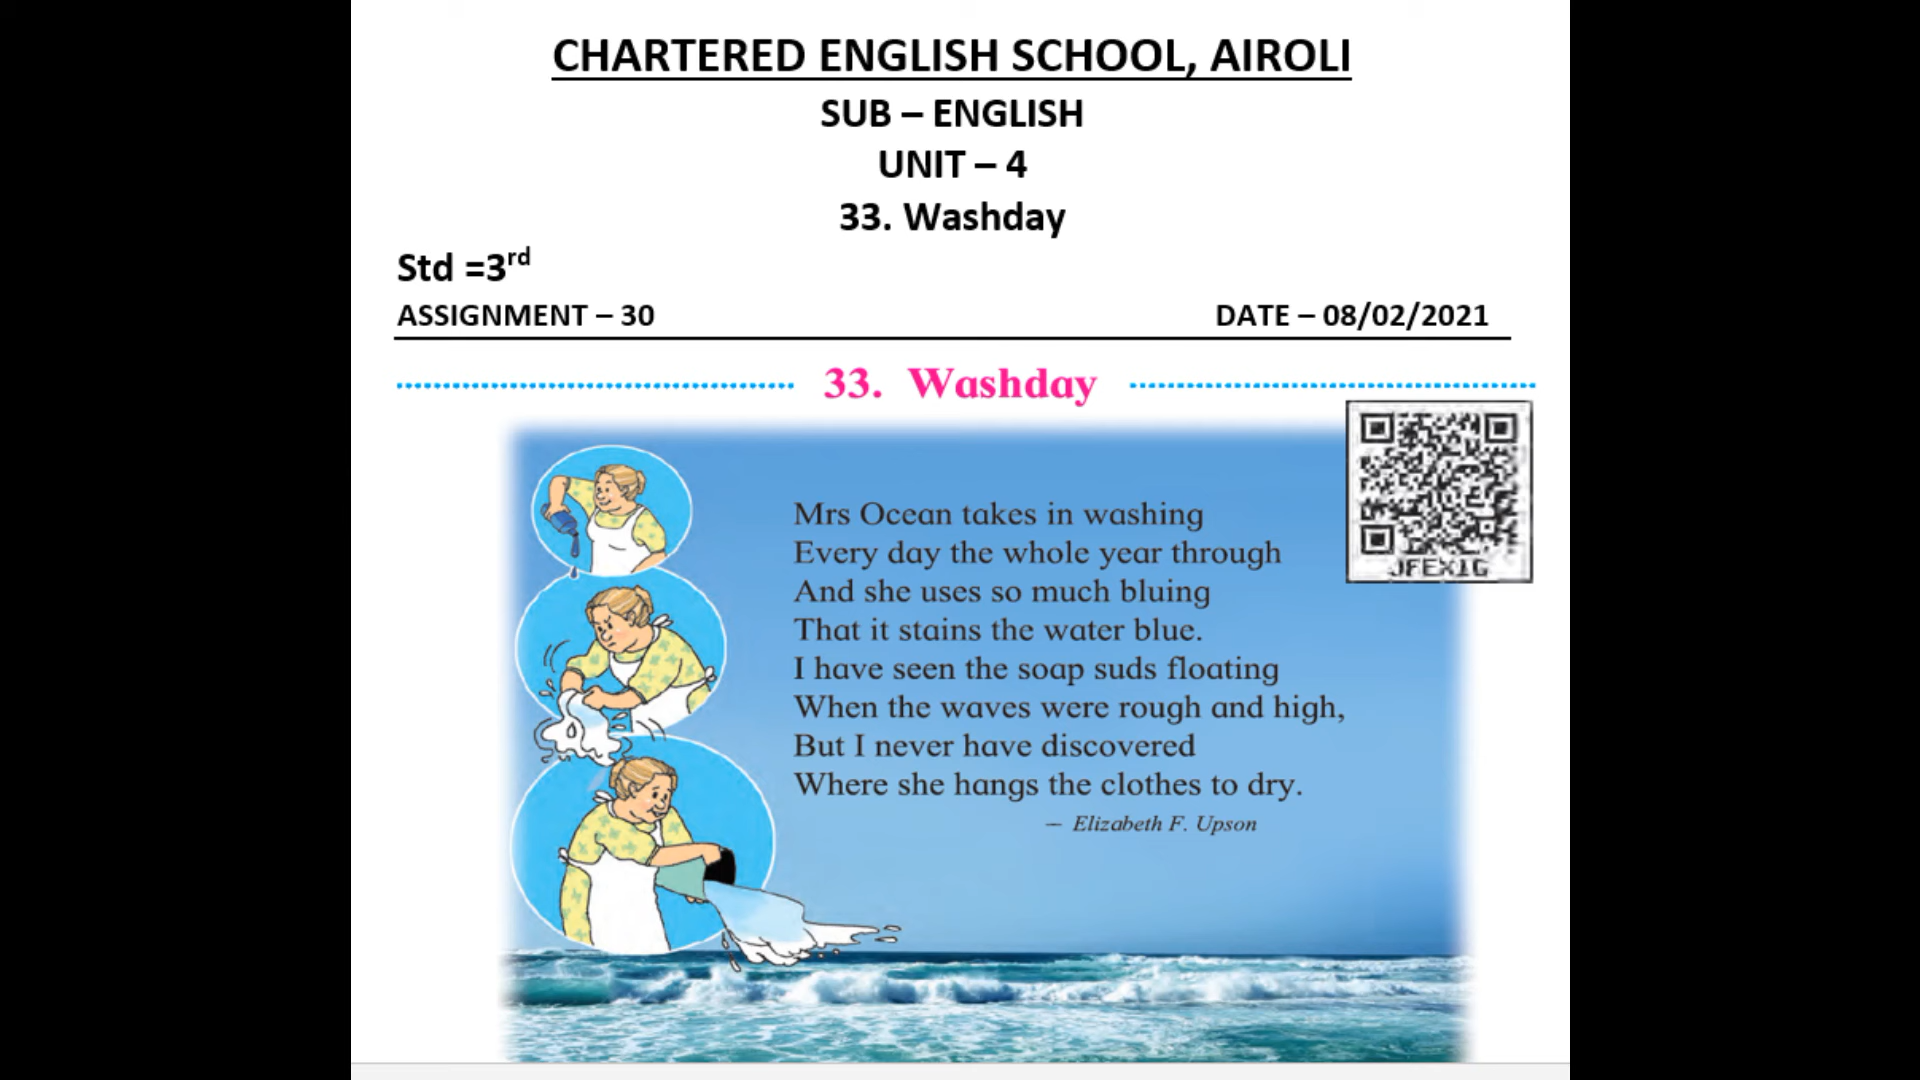 CHARTERED ENGLISH SCHOOL, AIROLI
SUB – ENGLISH
UNIT – 4
33. Washday
Std =3rd
ASSIGNMENT – 30 DATE – 08/02/2021
33. Washday
Mrs Ocean takes in washing
Every day the whole year through
And she uses so much bluing
That it stains the water blue.
I have seen the soap suds floating
When the waves were rough and high,
But I never have discovered
Where she hangs the clothes to dry.
– Elizabeth F. Upson
JFEX1G